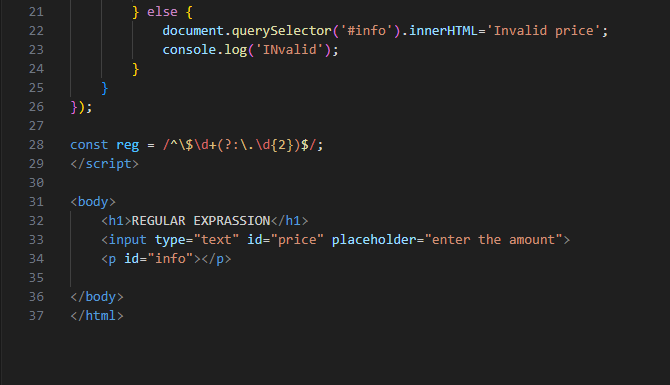 21 } else {
22 document.querySelector('#info').innerHTML='Invalid price';
23 console.log('INvalid');
24 }
25 }
26 });
27
28 const reg = /^\$\d+(?:\.\d{2})$/;
29 </script>
30
31 <body>
32 <h1>REGULAR EXPRASSION</h1>
33 <input type="text" id="price" placeholder="enter the amount">
34 <p id="info"></p>
35
36 </body>
37 </html>